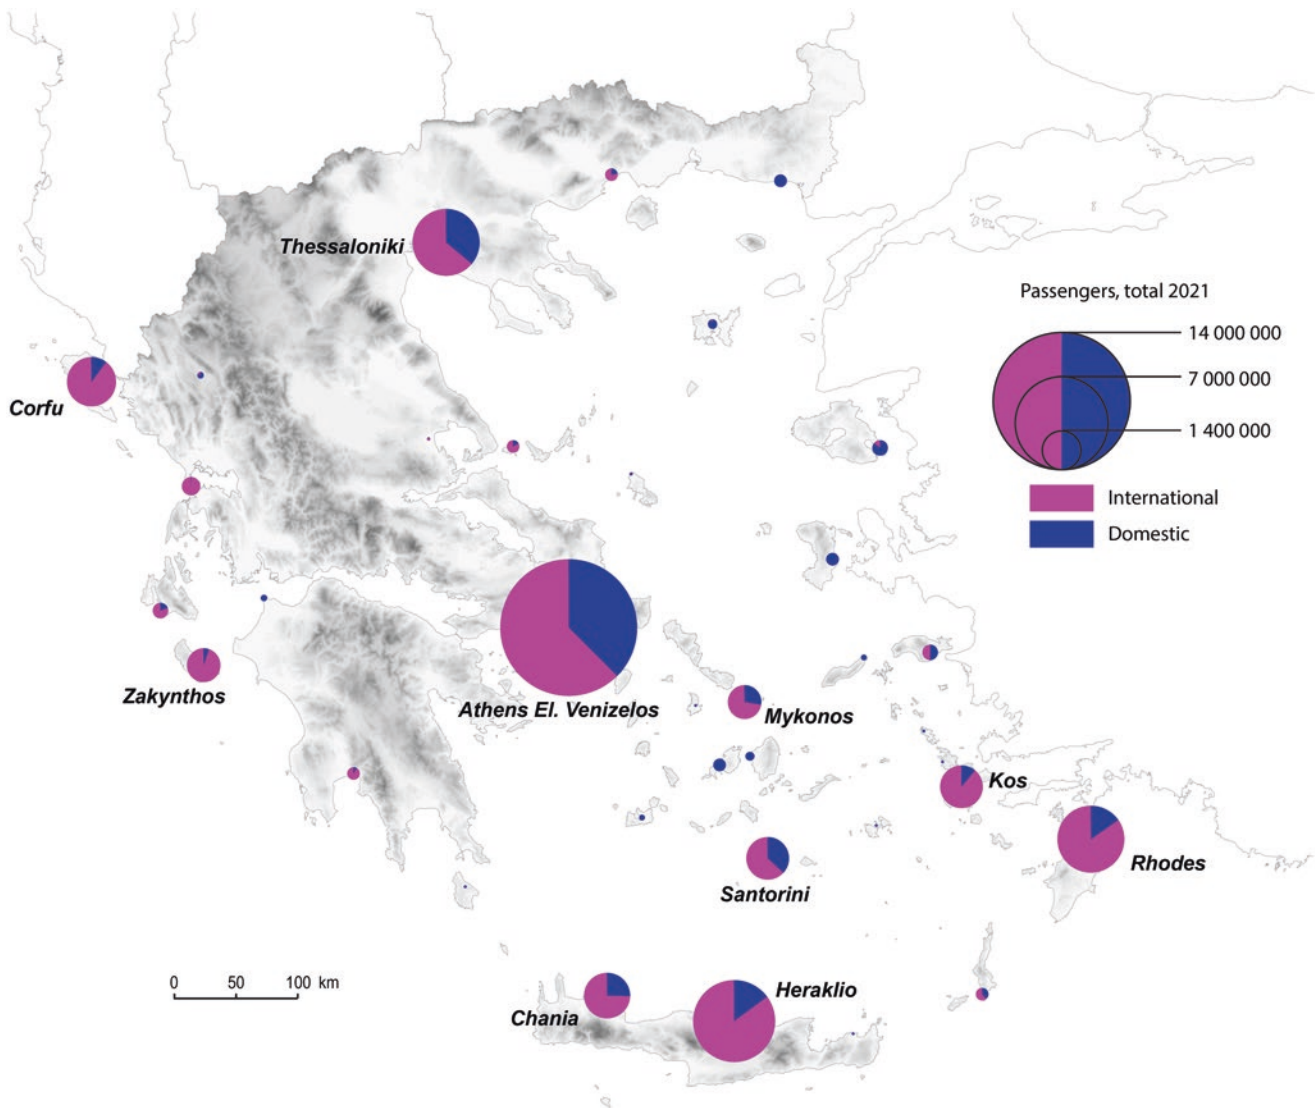 Thessaloniki
Passengers, total 2021
14 000 000
7 000 000
1 400 000
International
Domestic
Corfu
Zakynthos
Athens El. Venizelos
Mykonos
Kos
Rhodes
Santorini
0 50 100 km
Chania
Heraklio